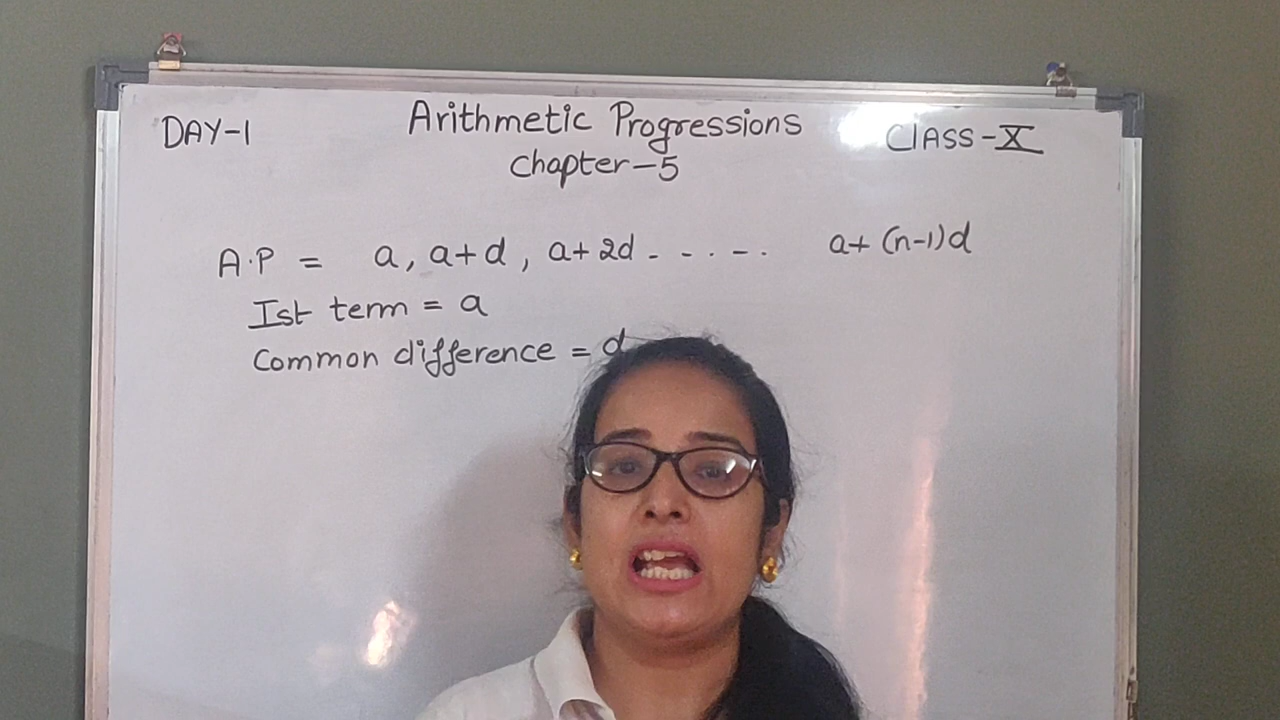 DAY-1 Arithmetic Progressions CLASS-X
Chapter-5
A.P = a, a+d, a+2d - - . . - . a+(n-1)d
Ist term = a
Common difference = d